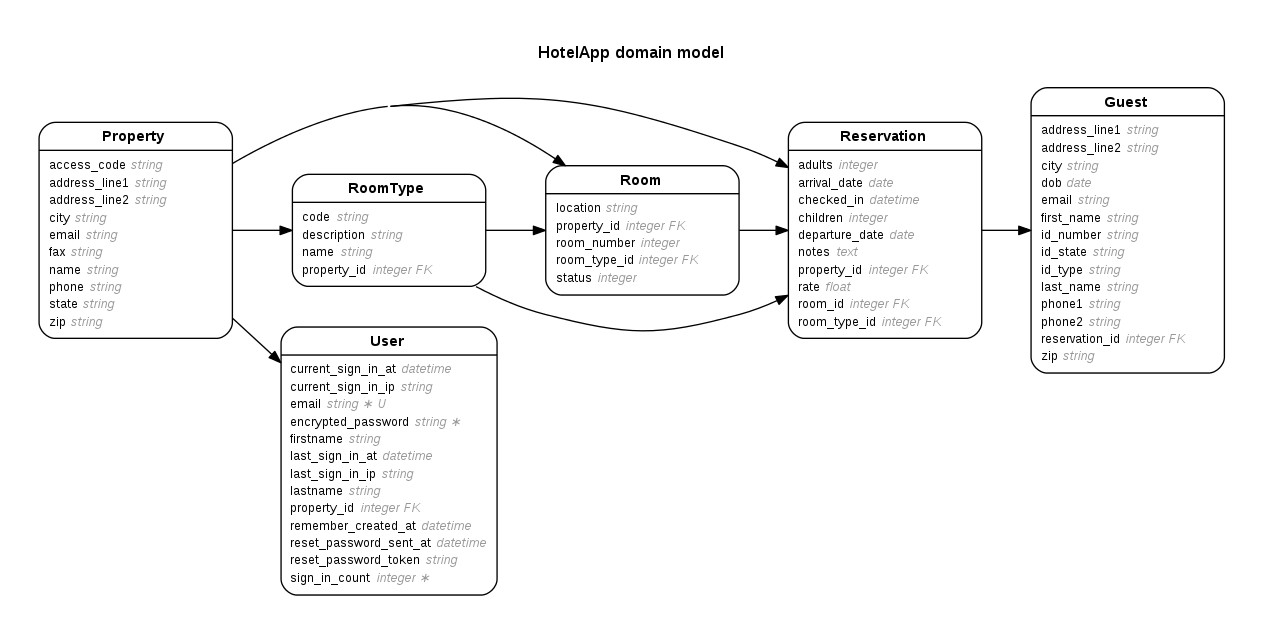 HotelApp domain model
Property
access_code string
address_line1 string
address_line2 string
city string
email string
fax string
name string
phone string
state string
zip string
RoomType
code string
description string
name string
property_id integer FK
User
current_sign_in_at datetime
current_sign_in_ip string
email string ∗ U
encrypted_password string ∗
firstname string
last_sign_in_at datetime
last_sign_in_ip string
lastname string
property_id integer FK
remember_created_at datetime
reset_password_sent_at datetime
reset_password_token string
sign_in_count integer ∗
Room
location string
property_id integer FK
room_number integer
room_type_id integer FK
status integer
Reservation
adults integer
arrival_date date
checked_in datetime
children integer
departure_date date
notes text
property_id integer FK
rate float
room_id integer FK
room_type_id integer FK
Guest
address_line1 string
address_line2 string
city string
dob date
email string
first_name string
id_number string
id_state string
id_type string
last_name string
phone1 string
phone2 string
reservation_id integer FK
zip string